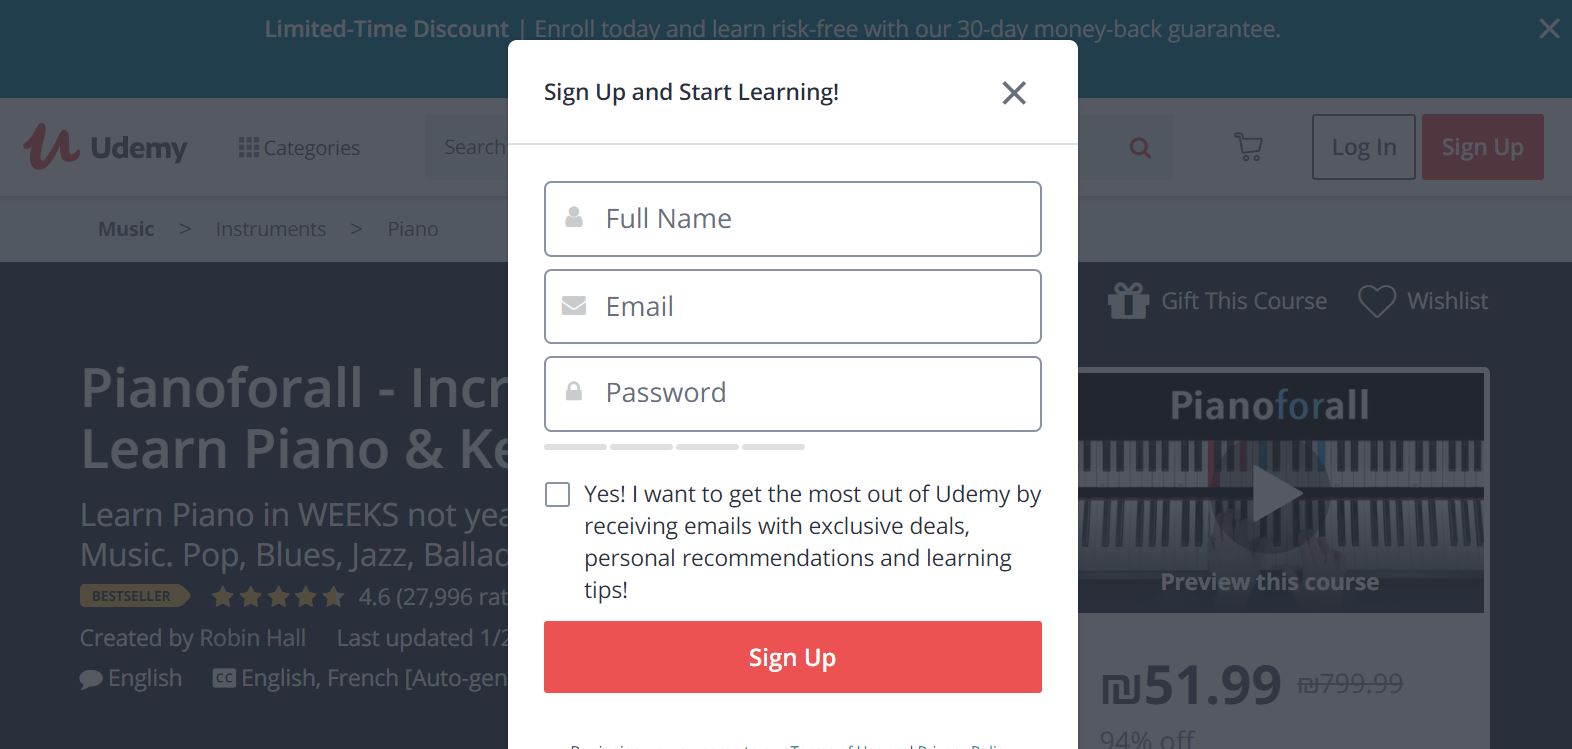 Limited-Time Discount | Enroll today and learn risk-free with our 30-day money-back guarantee.
Sign Up and Start Learning!
Udemy
Categories
Search
Log In
Sign Up
Full Name
Music > Instruments > Piano
Email
Gift This Course
Wishlist
Password
Pianoforall - Incr
Learn Piano & Ke
Pianoforall
Yes! I want to get the most out of Udemy by
receiving emails with exclusive deals,
personal recommendations and learning
tips!
Learn Piano in WEEKS not yea
Music. Pop, Blues, Jazz, Ballad
Preview this course
BESTSELLER
4.6 (27,996 rat
Created by Robin Hall Last updated 1/2
Sign Up
English
CC English, French [Auto-gen
₪51.99 ₪799.99
94% off